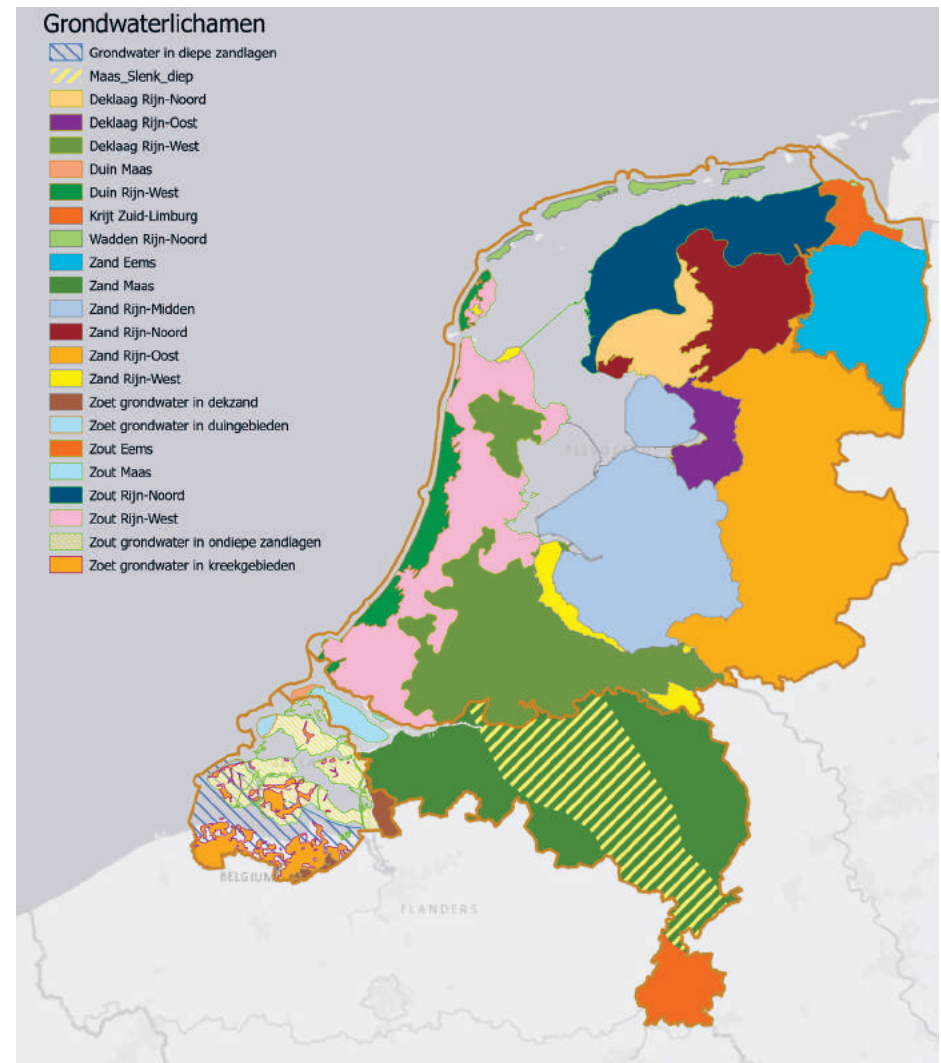 Grondwaterlichamen
Grondwater in diepe zandlagen
Maas_Slenk_diep
Deklaag Rijn-Noord
Deklaag Rijn-Oost
Deklaag Rijn-West
Duin Maas
Duin Rijn-West
Krijt Zuid-Limburg
Wadden Rijn-Noord
Zand Eems
Zand Maas
Zand Rijn-Midden
Zand Rijn-Noord
Zand Rijn-Oost
Zand Rijn-West
Zoet grondwater in dekzand
Zoet grondwater in duingebieden
Zout Eems
Zout Maas
Zout Rijn-Noord
Zout Rijn-West
Zout grondwater in ondiepe zandlagen
Zoet grondwater in kreekgebieden
BELGIUM
FLANDERS